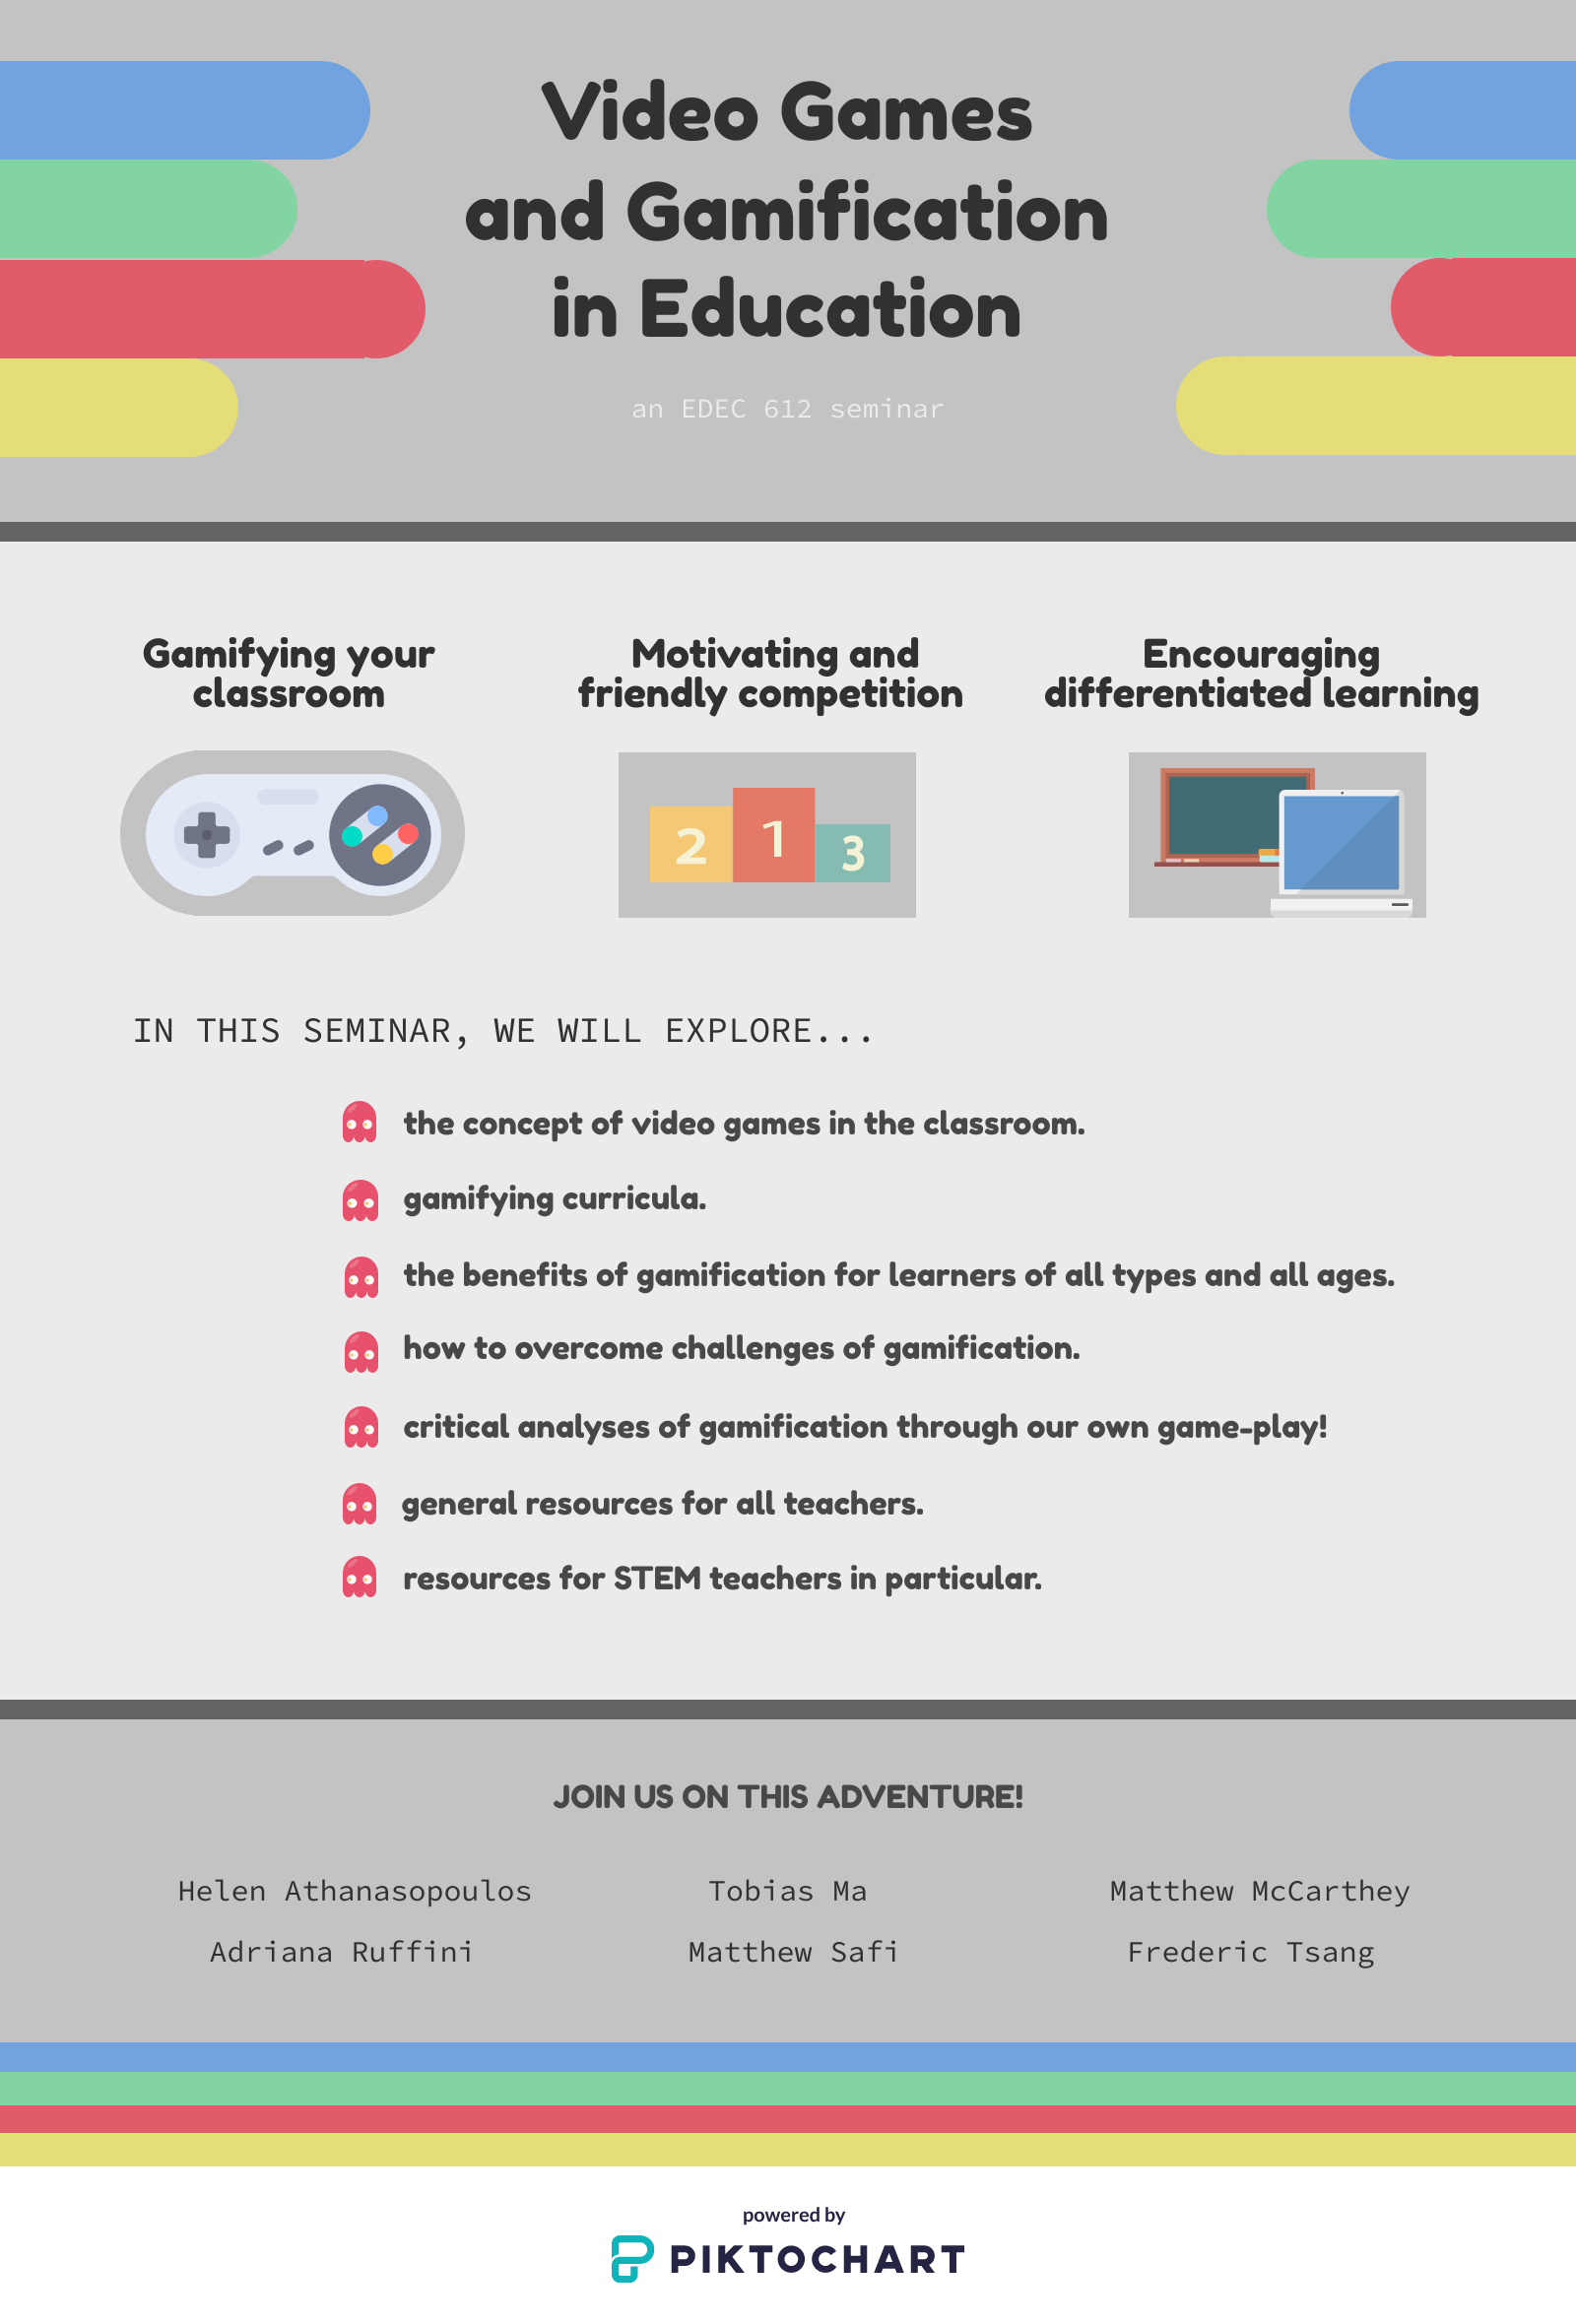 Video Games
and Gamification
in Education
an EDEC 612 seminar
Gamifying your
classroom
Motivating and
friendly competition
Encouraging
differentiated learning
2
1
3
IN THIS SEMINAR, WE WILL EXPLORE...
the concept of video games in the classroom.
gamifying curricula.
the benefits of gamification for learners of all types and all ages.
how to overcome challenges of gamification.
critical analyses of gamification through our own game-play!
general resources for all teachers.
resources for STEM teachers in particular.
JOIN US ON THIS ADVENTURE!
Helen Athanasopoulos
Tobias Ma
Matthew McCarthey
Adriana Ruffini
Matthew Safi
Frederic Tsang
powered by
PIKTOCHART